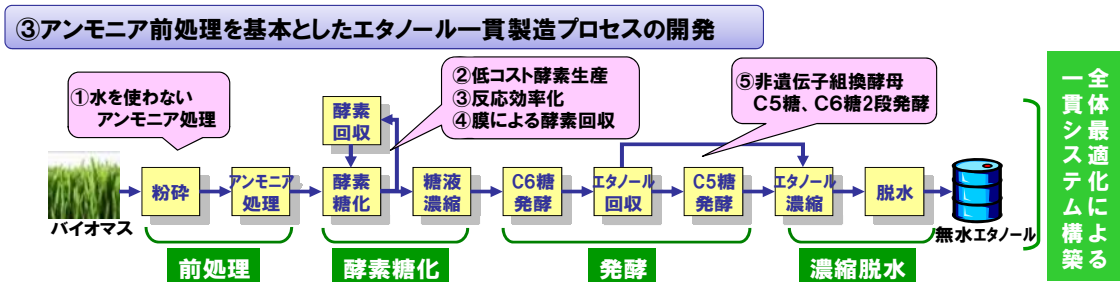 ③アンモニア前処理を基本としたエタノール一貫製造プロセスの開発
①水を使わない
アンモニア処理
②低コスト酵素生産
③反応効率化
④膜による酵素回収
⑤非遺伝子組換酵母
C5糖、C6糖2段発酵
酵素
回収
バイオマス
粉砕
アンモニア
処理
酵素
糖化
糖液
濃縮
C6糖
発酵
エタノール
回収
C5糖
発酵
エタノール
濃縮
脱水
無水エタノール
前処理
酵素糖化
発酵
濃縮脱水
全体最適化による
一貫システム構築